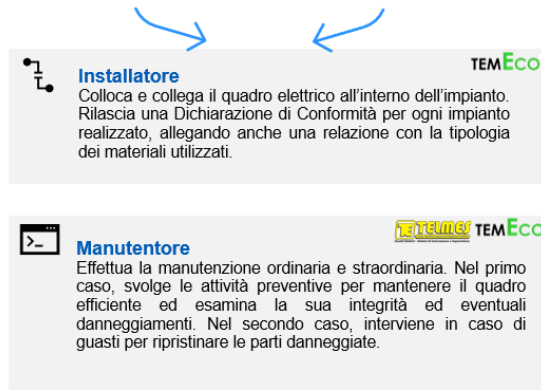 TEMECO
Installatore
Colloca e collega il quadro elettrico all'interno dell'impianto.
Rilascia una Dichiarazione di Conformità per ogni impianto
realizzato, allegando anche una relazione con la tipologia
dei materiali utilizzati.
TELMES TEMECO
Manutentore
Effettua la manutenzione ordinaria e straordinaria. Nel primo
caso, svolge le attività preventive per mantenere il quadro
efficiente ed esamina la sua integrità ed eventuali
danneggiamenti. Nel secondo caso, interviene in caso di
guasti per ripristinare le parti danneggiate.